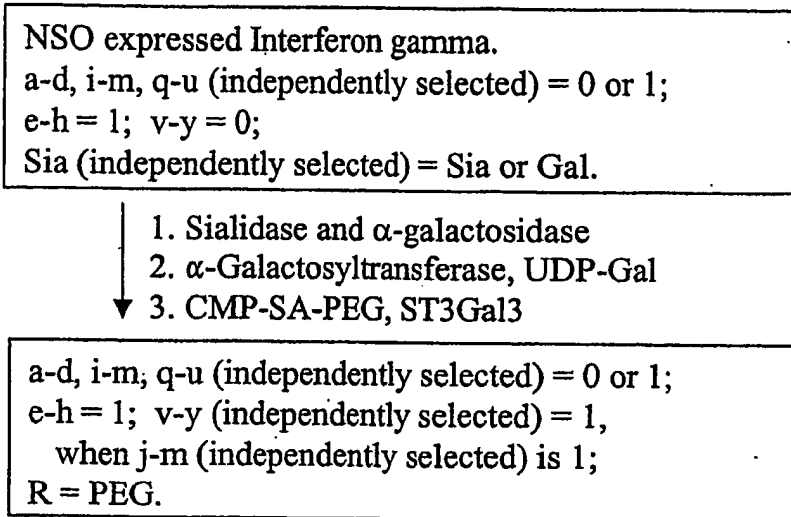 NSO expressed Interferon gamma.
a-d, i-m, q-u (independently selected) = 0 or 1;
e-h = 1; v-y = 0;
Sia (independently selected) = Sia or Gal.
1. Sialidase and α-galactosidase
2. α-Galactosyltransferase, UDP-Gal
3. CMP-SA-PEG, ST3Gal3
a-d, i-m, q-u (independently selected) = 0 or 1;
e-h = 1; v-y (independently selected) = 1,
when j-m (independently selected) is 1;
R = PEG.